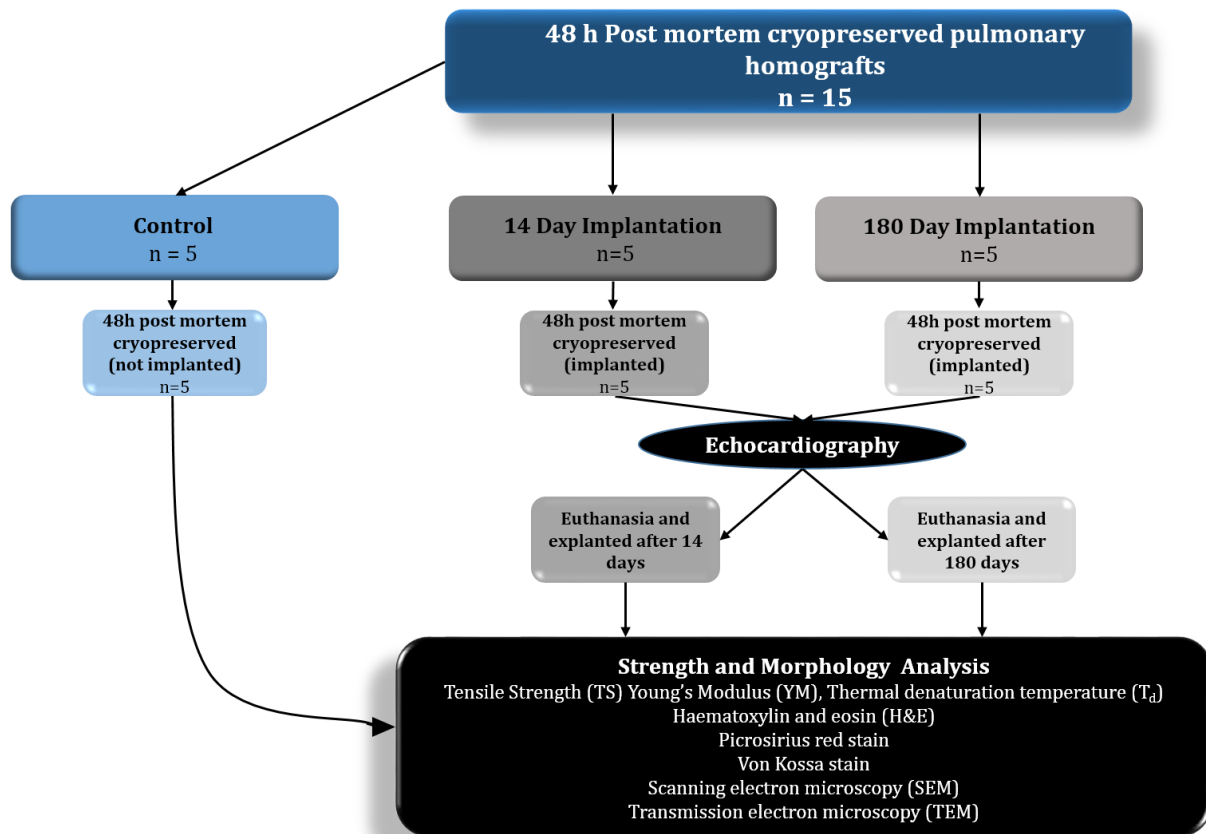 48 h Post mortem cryopreserved pulmonary
homografts
n = 15
Control
n = 5
14 Day Implantation
n=5
180 Day Implantation
n=5
48h post mortem
cryopreserved
(not implanted)
n=5
48h post mortem
cryopreserved
(implanted)
n=5
48h post mortem
cryopreserved
(implanted)
n=5
Echocardiography
Euthanasia and
explanted after 14
days
Euthanasia and
explanted after
180 days
Strength and Morphology Analysis
Tensile Strength (TS) Young's Modulus (YM), Thermal denaturation temperature (Td)
Haematoxylin and eosin (H&E)
Picrosirius red stain
Von Kossa stain
Scanning electron microscopy (SEM)
Transmission electron microscopy (TEM)